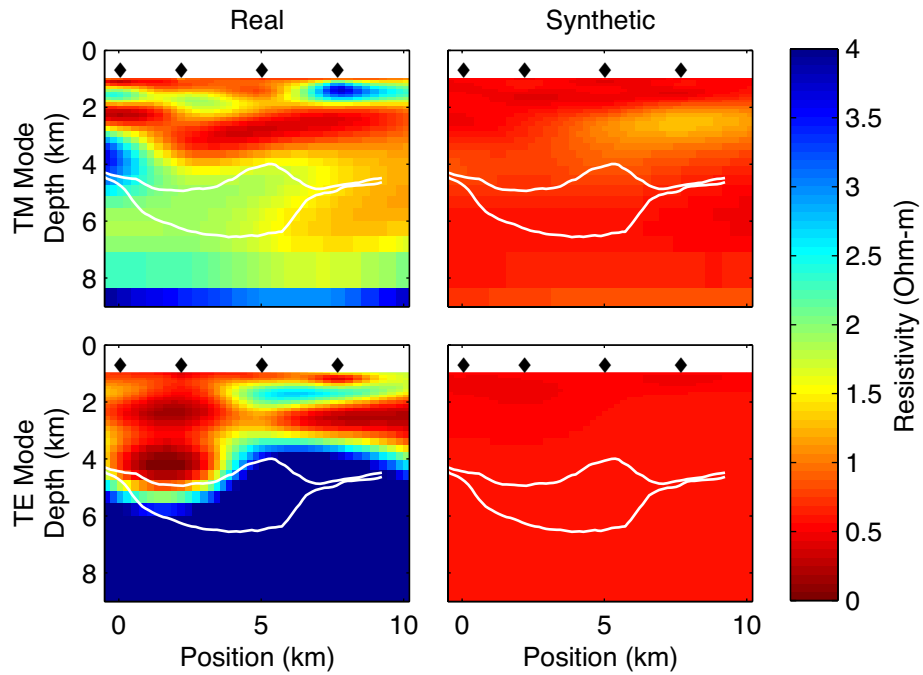 Real
Synthetic
TM Mode
Depth (km)
0
2
4
6
8
TE Mode
Depth (km)
0
2
4
6
8
0
5
10
Position (km)
0
5
10
Position (km)
4
3.5
3
2.5
2
1.5
1
0.5
0
Resistivity (Ohm-m)